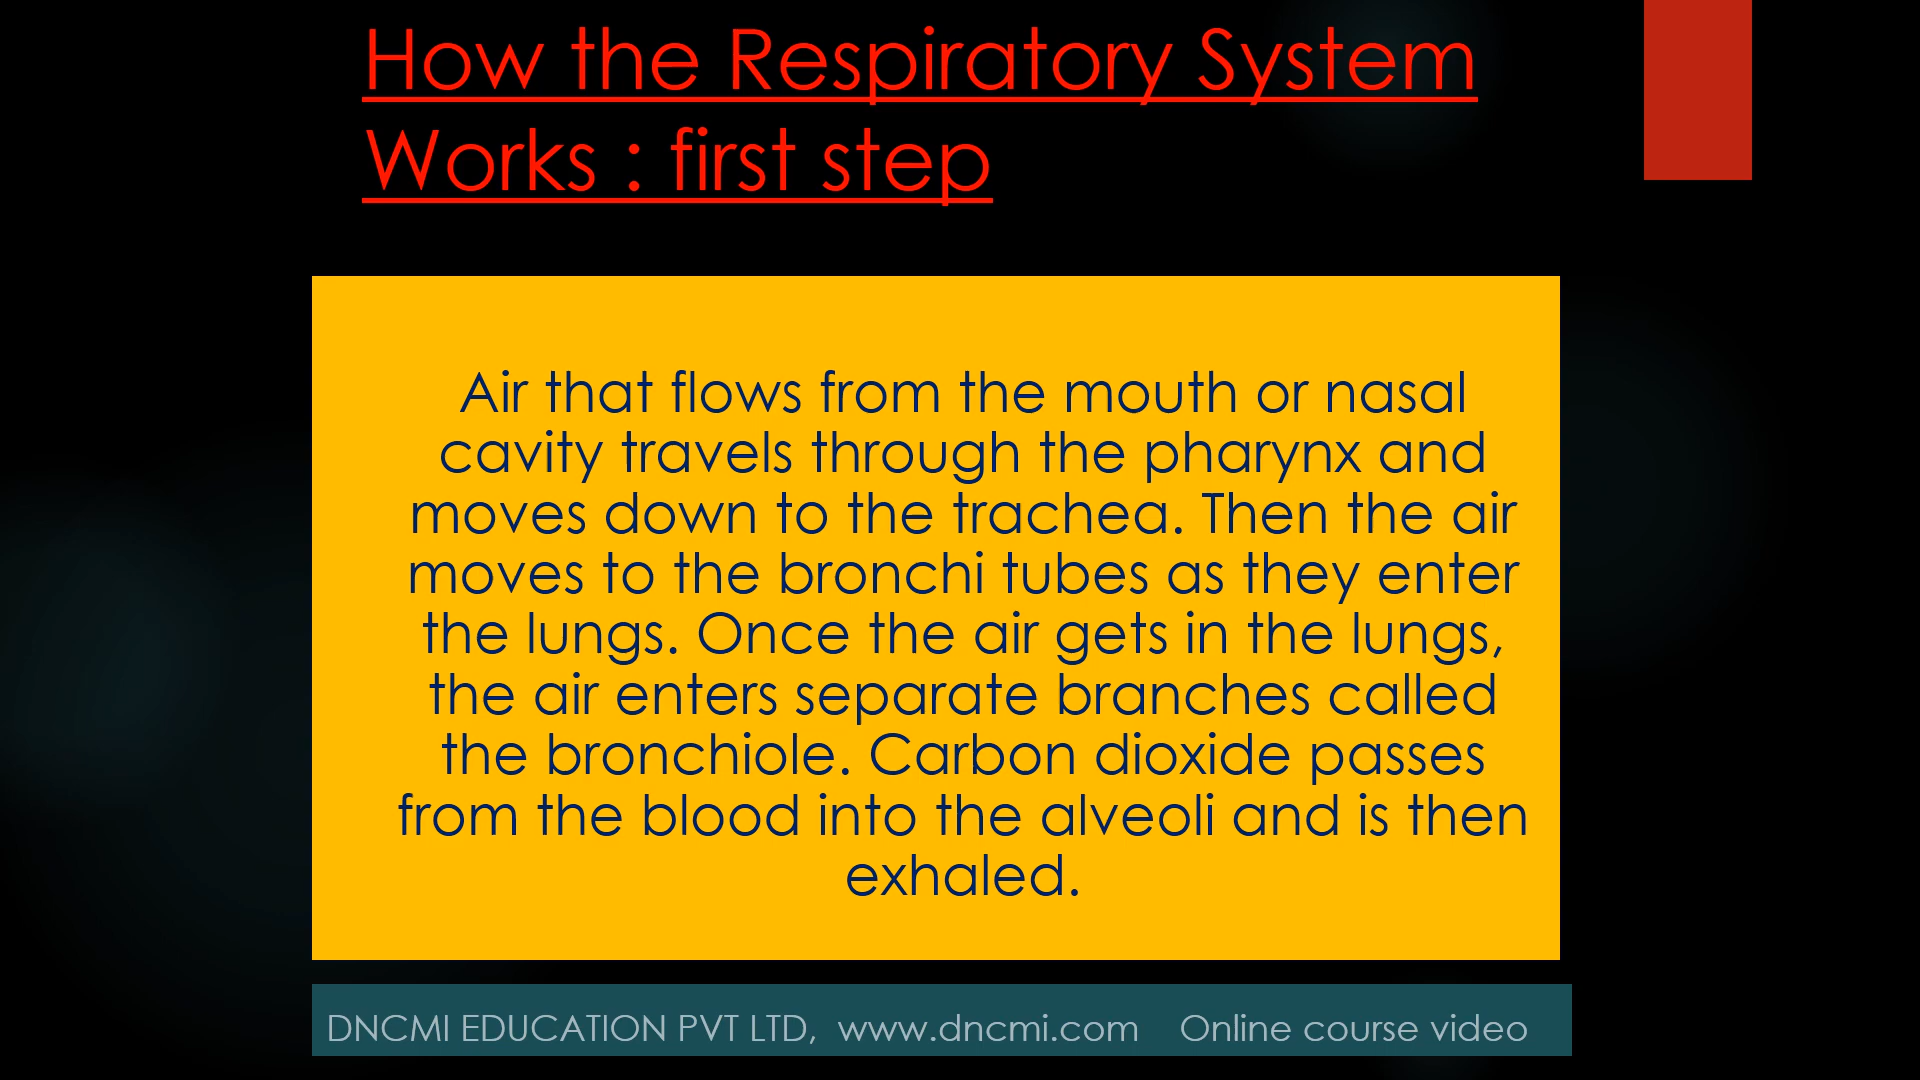 How the Respiratory System
Works : first step
Air that flows from the mouth or nasal
cavity travels through the pharynx and
moves down to the trachea. Then the air
moves to the bronchi tubes as they enter
the lungs. Once the air gets in the lungs,
the air enters separate branches called
the bronchiole. Carbon dioxide passes
from the blood into the alveoli and is then
exhaled.
DNCMI EDUCATION PVT LTD, www.dncmi.com Online course video